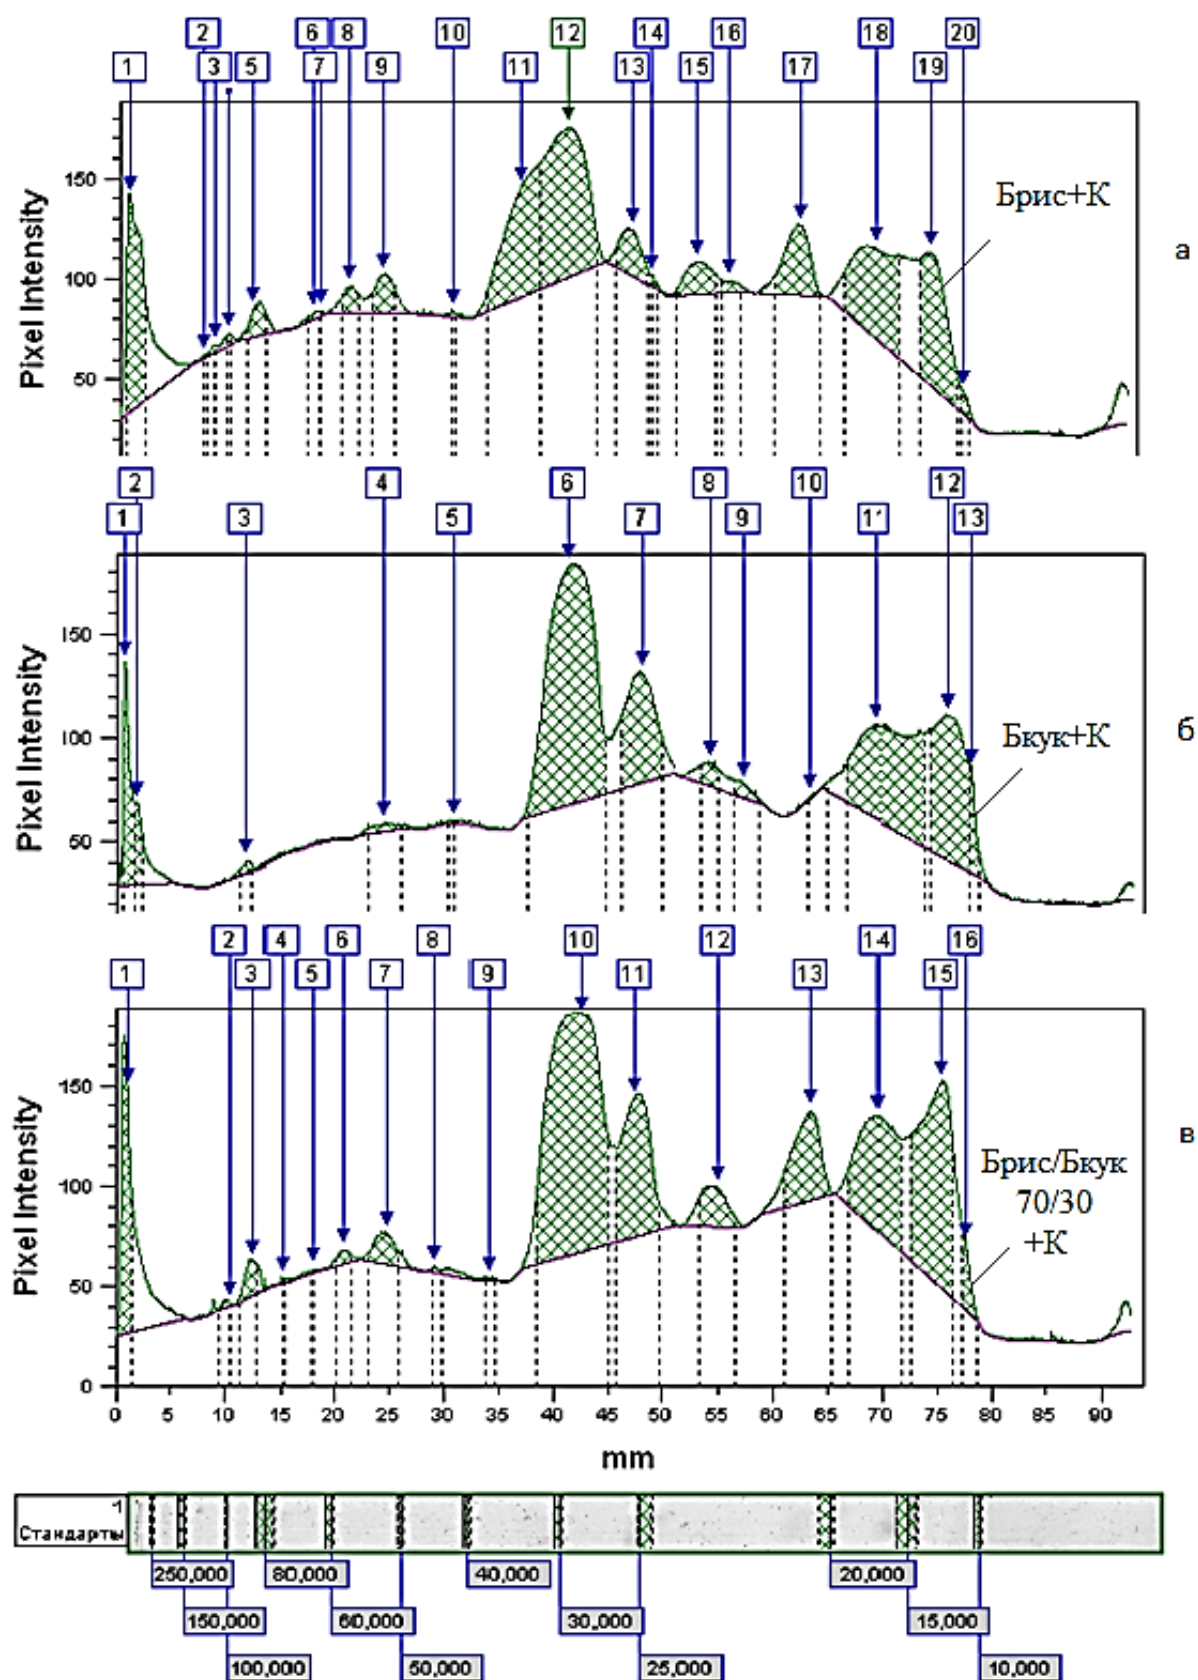 2 6 8 10 12 14 16 18 20
1 3 5 7 9 11 13 15 17 19
150
100
50
Pixel Intensity
Брис+К
а
2 4 6 8 10 12
1 3 5 7 9 11 13
150
100
50
Pixel Intensity
Бкук+К
б
2 4 6 8 10 12 14 16
1 3 5 7 9 11 13 15
150
100
50
0
Pixel Intensity
Брис/Бкук
70/30
+К
в
0 5 10 15 20 25 30 35 40 45 50 55 60 65 70 75 80 85 90
mm
1
Стандарты
250,000 80,000 40,000 20,000
150,000 60,000 30,000 15,000
100,000 50,000 25,000 10,000